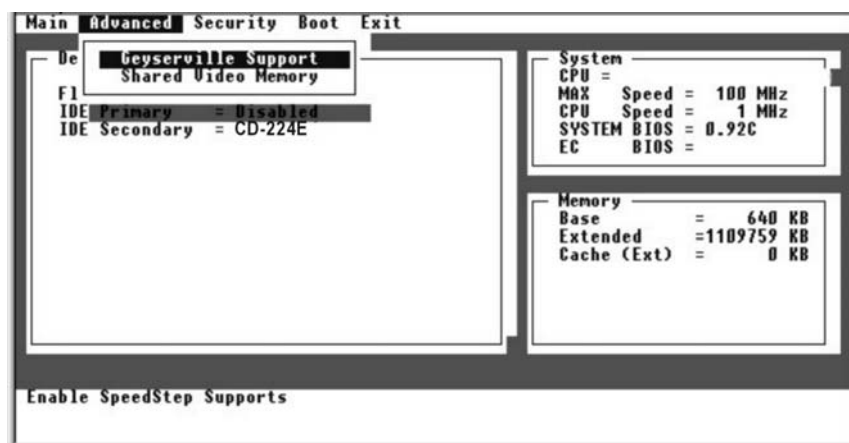 Main Advanced Security Boot Exit
De
Geyserville Support
Shared Video Memory
Fl
IDE Primary = Disabled
IDE Secondary = CD-224E
System
CPU =
MAX Speed = 100 MHz
CPU Speed = 1 MHz
SYSTEM BIOS = 0.92C
EC BIOS =
Memory
Base = 640 KB
Extended =1109759 KB
Cache (Ext) = 0 KB
Enable SpeedStep Supports